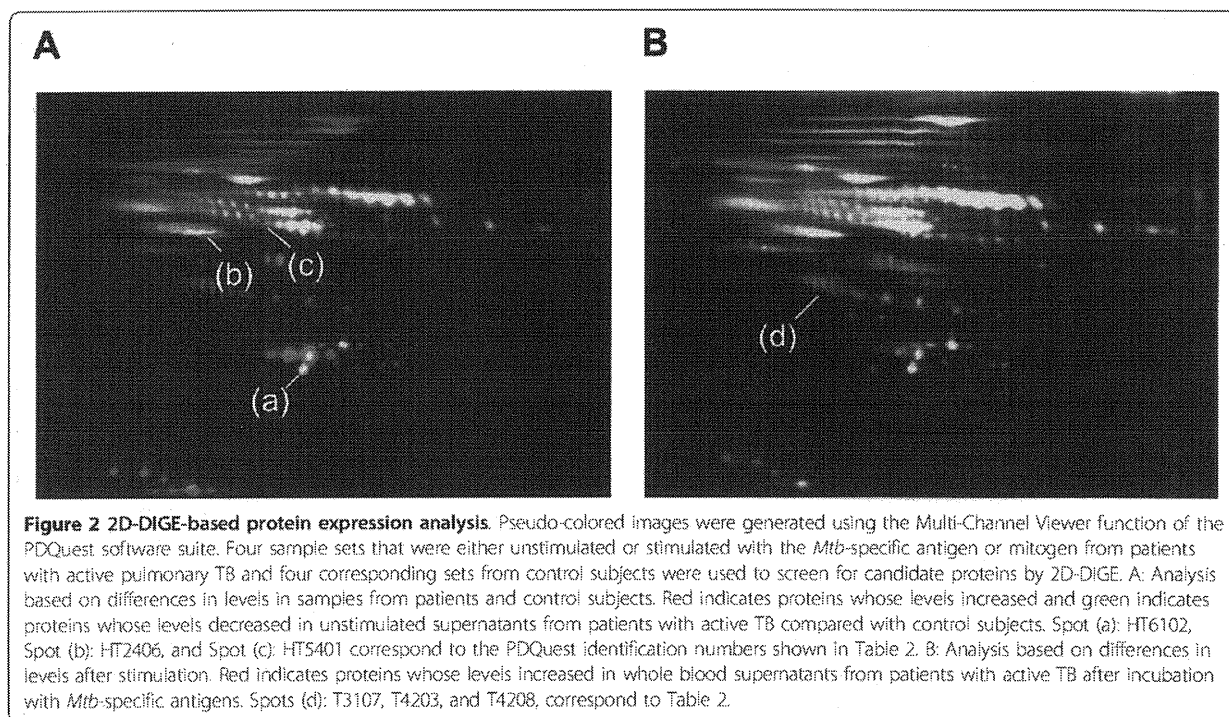 A
B
(b)
(c)
(a)
(d)
Figure 2 2D-DIGE-based protein expression analysis. Pseudo-colored images were generated using the Multi-Channel Viewer function of the
PDQuest software suite. Four sample sets that were either unstimulated or stimulated with the Mtb-specific antigen or mitogen from patients
with active pulmonary TB and four corresponding sets from control subjects were used to screen for candidate proteins by 2D-DIGE. A: Analysis
based on differences in levels in samples from patients and control subjects. Red indicates proteins whose levels increased and green indicates
proteins whose levels decreased in unstimulated supernatants from patients with active TB compared with control subjects. Spot (a): HT6102,
Spot (b): HT2406, and Spot (c): HT5401 correspond to the PDQuest identification numbers shown in Table 2. B: Analysis based on differences in
levels after stimulation. Red indicates proteins whose levels increased in whole blood supernatants from patients with active TB after incubation
with Mtb-specific antigens. Spots (d): T3107, T4203, and T4208, correspond to Table 2.